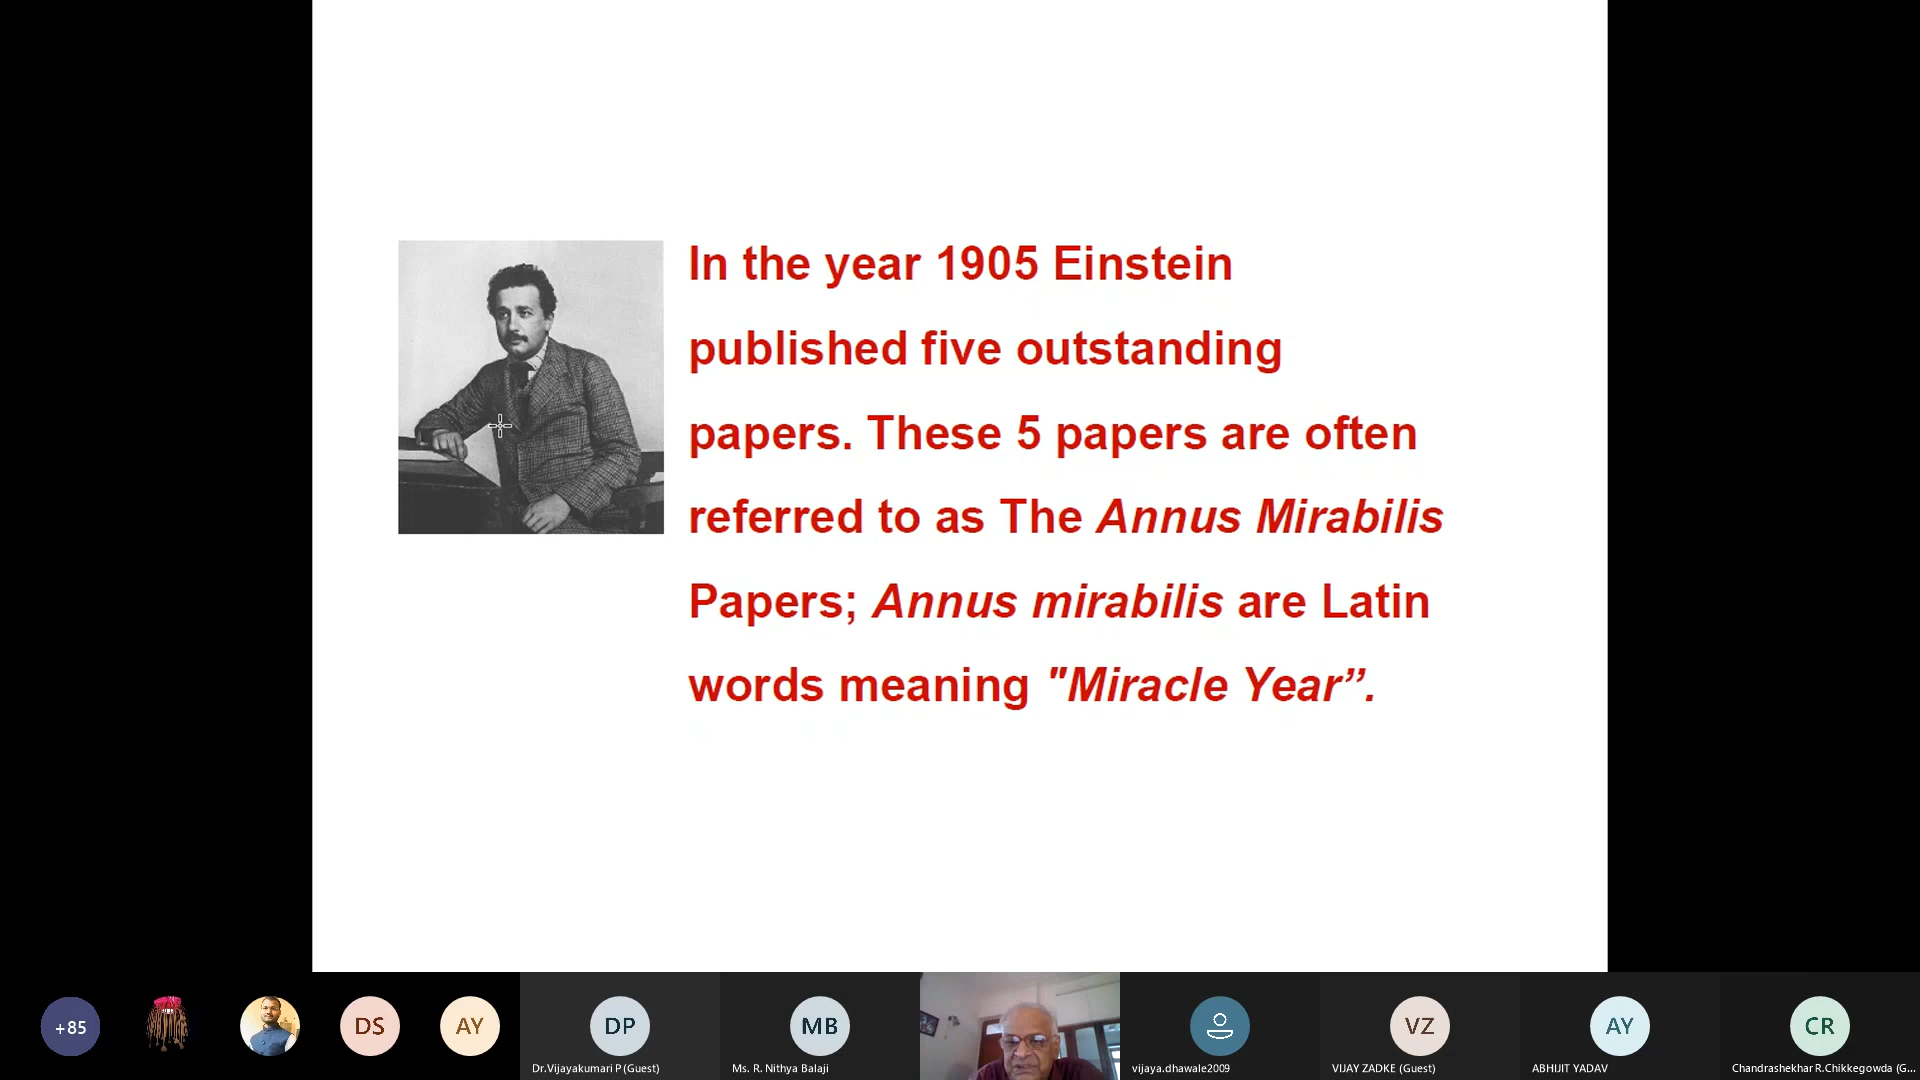 In the year 1905 Einstein
published five outstanding
papers. These 5 papers are often
referred to as The Annus Mirabilis
Papers; Annus mirabilis are Latin
words meaning "Miracle Year”.
+85
DS
AY
DP
MB
VZ
AY
CR
Dr.Vijayakumari P (Guest)
Ms. R. Nithya Balaji
vijaya.dhawale2009
VIJAY ZADKE (Guest)
ABHIJIT YADAV
Chandrashekhar R.Chikkegowda (G...